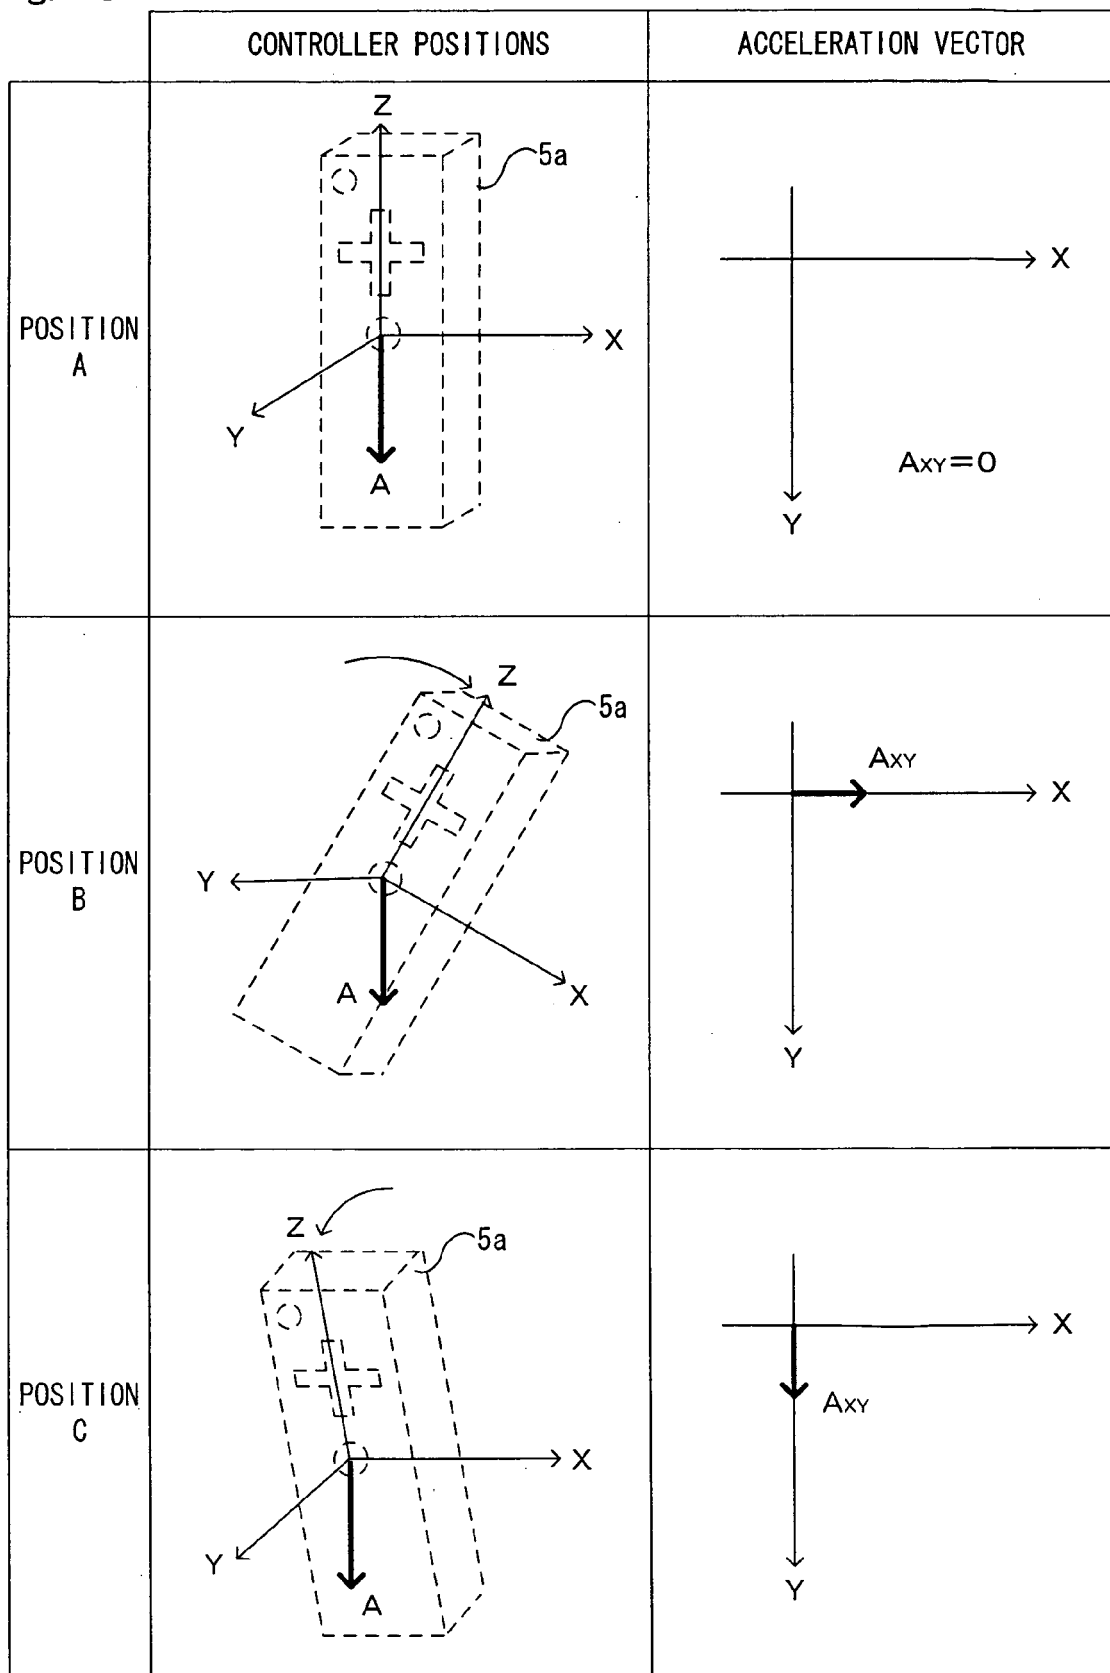 CONTROLLER POSITIONS
ACCELERATION VECTOR
POSITION
A
Z
5a
X
Y
A
X
AXY=0
Y
POSITION
B
Z
5a
Y
A
X
AXY
X
Y
POSITION
C
Z
5a
X
Y
A
X
AXY
Y